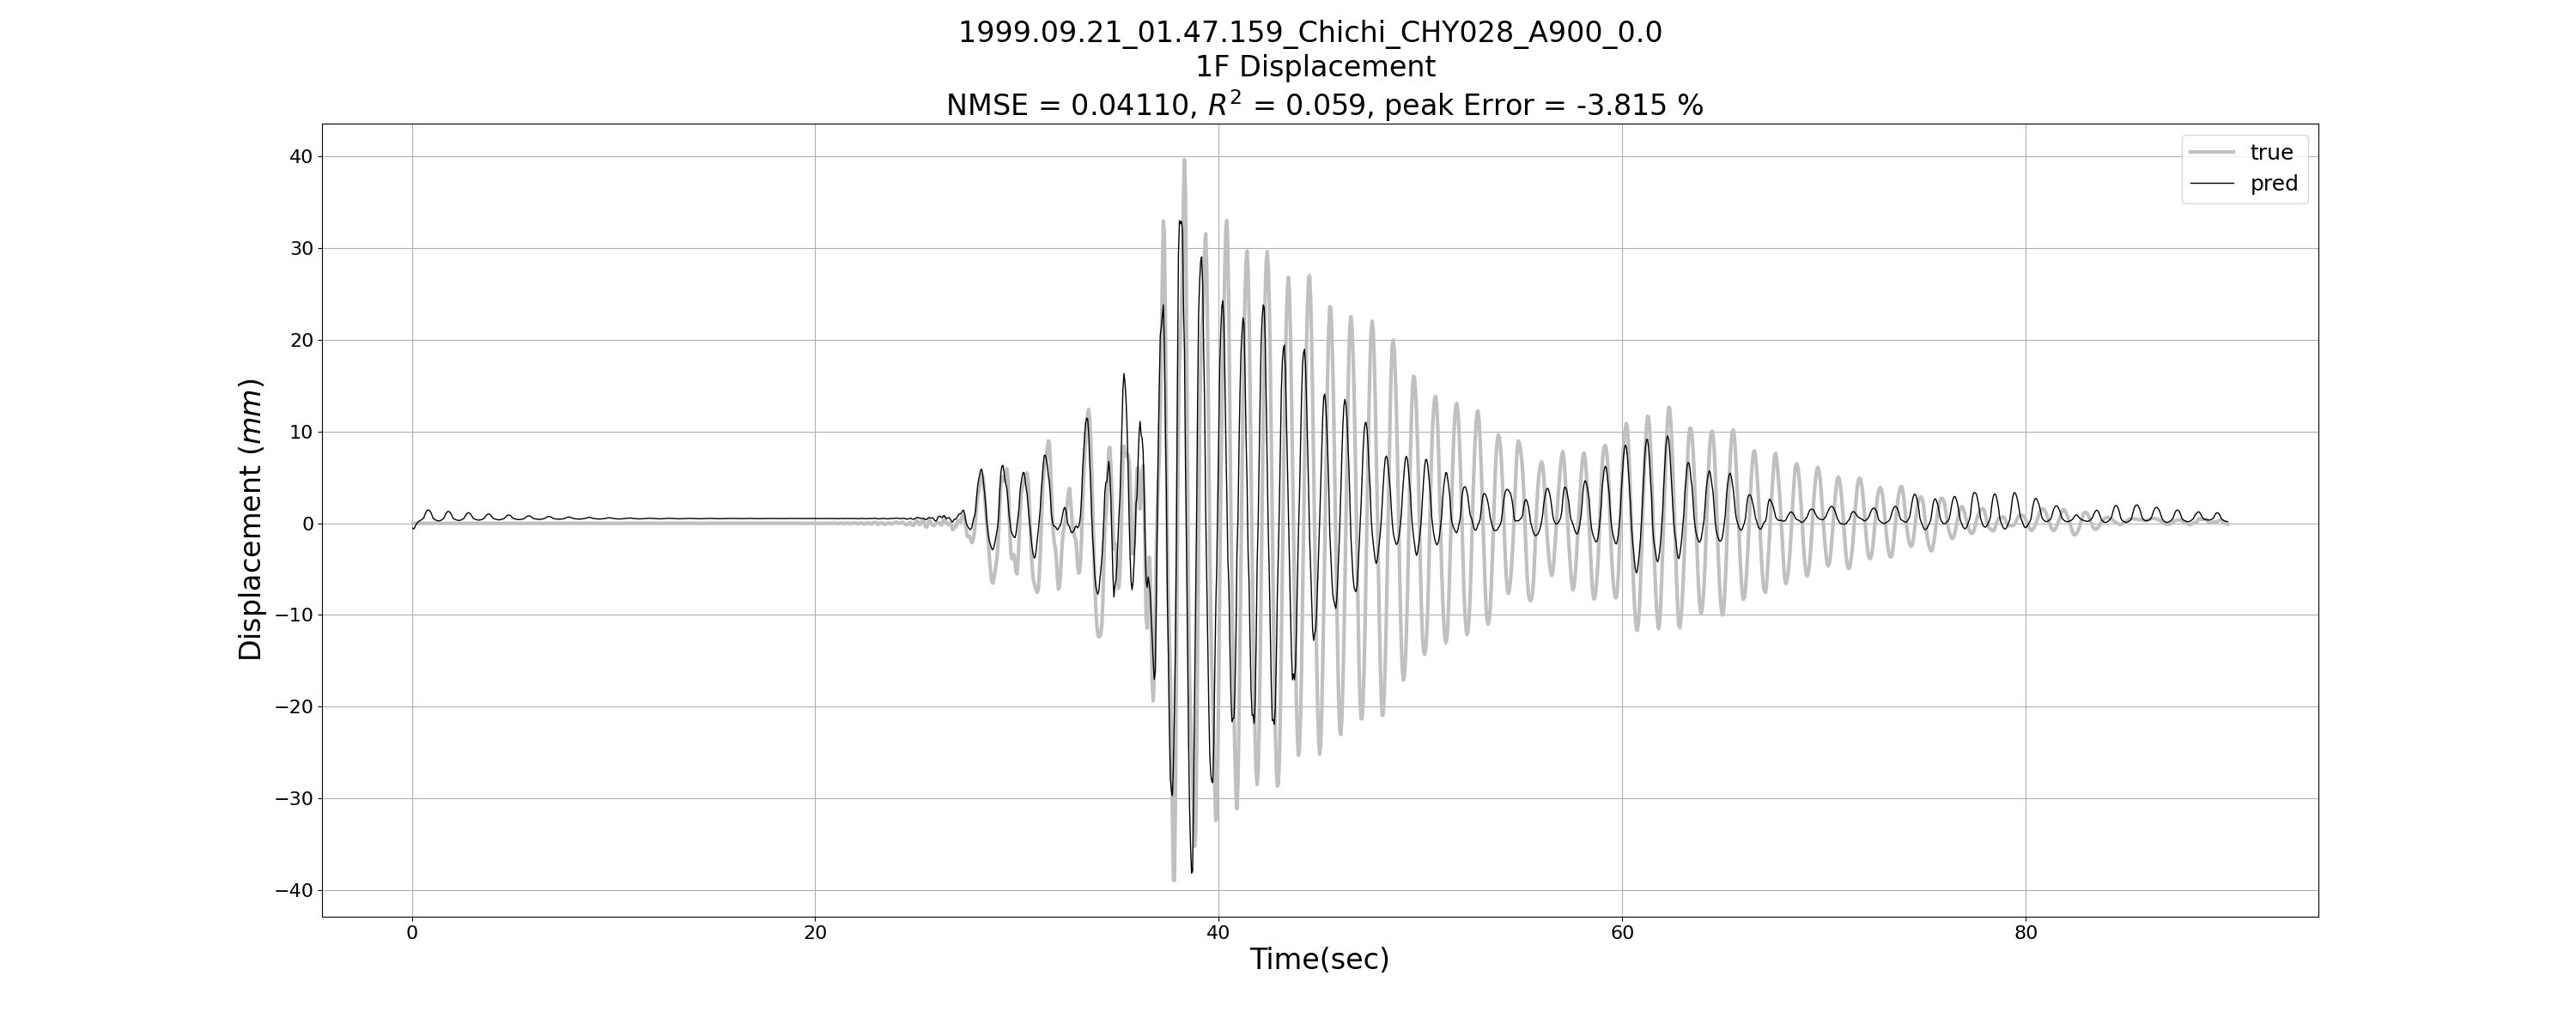 1999.09.21_01.47.159_Chichi_CHY028_A900_0.0
1F Displacement
NMSE = 0.04110, R² = 0.059, peak Error = -3.815 %
true
pred
40
30
20
10
0
−10
−20
−30
−40
Displacement (mm)
0 20 40 60 80
Time(sec)